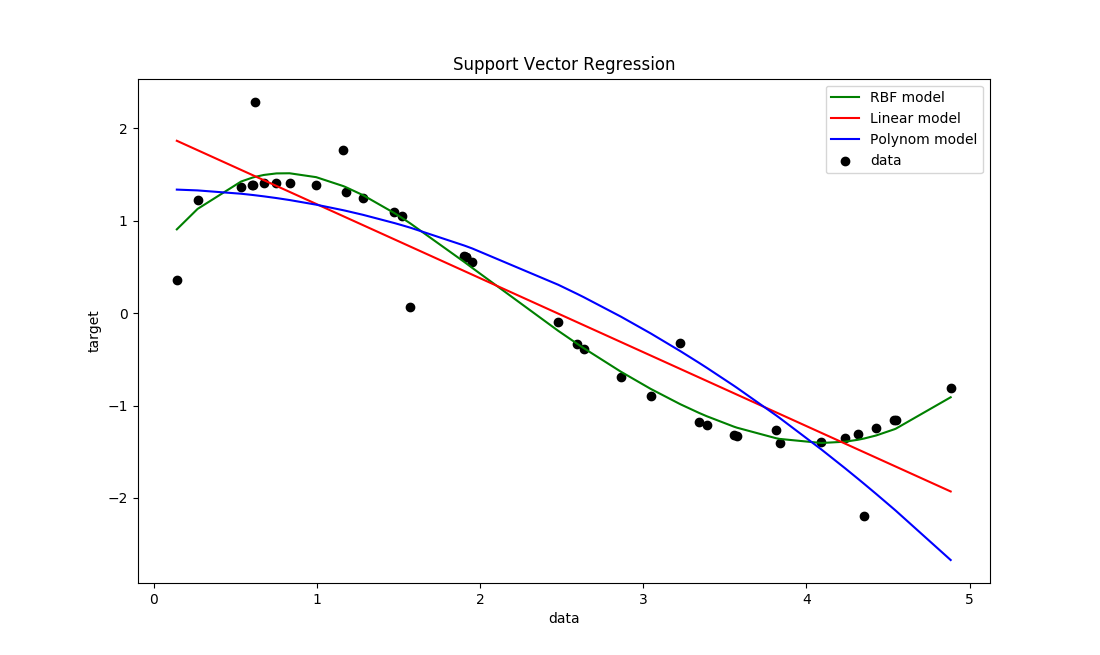 Support Vector Regression
RBF model
Linear model
Polynom model
data
2
1
0
−1
−2
target
0 1 2 3 4 5
data